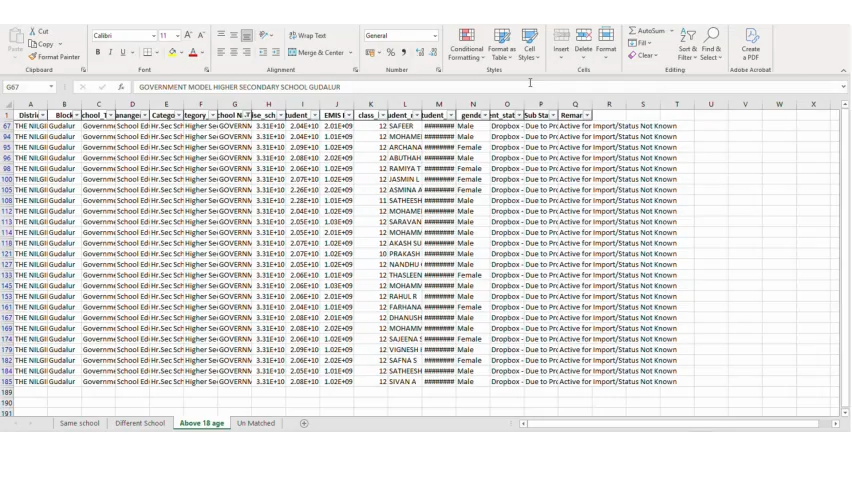 Cut
Copy
Format Painter
Paste
Clipboard
Calibri 11 A A
B I U A
Font
Wrap Text
Merge & Center
Alignment
General
% ,
Number
Conditional Formatting
Format as Table
Cell Styles
Styles
Insert Delete Format
Cells
AutoSum
Fill
Clear
Sort & Filter
Find & Select
Editing
Create a PDF
Adobe Acrobat
G67 fx GOVERNMENT MODEL HIGHER SECONDARY SCHOOL GUDALUR
A B C D E F G H I J K L M N O P Q R S T U V W X
1 Distri Block chool_T anager Catego tegory_ chool N ise_sch tudent_ EMIS I class_ tudent_n tudent_ gende ent_stat Sub Sta Remar
67 THE NILGI Gudalur Governm School Ed Hr.Sec Sch Higher Se GOVERNM 3.31E+10 2.04E+10 2.01E+09 12 SAFEER ######## Male Dropbox - Due to Pro Active for Import/Status Not Known
94 THE NILGI Gudalur Governm School Ed Hr.Sec Sch Higher Se GOVERNM 3.31E+10 2.04E+10 1.01E+09 12 MOHAME ######## Male Dropbox - Due to Pro Active for Import/Status Not Known
95 THE NILGI Gudalur Governm School Ed Hr.Sec Sch Higher Se GOVERNM 3.31E+10 2.09E+10 1.02E+09 12 ARCHANA ######## Female Dropbox - Due to Pro Active for Import/Status Not Known
96 THE NILGI Gudalur Governm School Ed Hr.Sec Sch Higher Se GOVERNM 3.31E+10 2.08E+10 2.02E+09 12 ABUTHAH ######## Male Dropbox - Due to Pro Active for Import/Status Not Known
98 THE NILGI Gudalur Governm School Ed Hr.Sec Sch Higher Se GOVERNM 3.31E+10 2.06E+10 1.02E+09 12 RAMIYA T ######## Male Dropbox - Due to Pro Active for Import/Status Not Known
100 THE NILGI Gudalur Governm School Ed Hr.Sec Sch Higher Se GOVERNM 3.31E+10 2.07E+10 1.02E+09 12 JASMIN L ######## Female Dropbox - Due to Pro Active for Import/Status Not Known
105 THE NILGI Gudalur Governm School Ed Hr.Sec Sch Higher Se GOVERNM 3.31E+10 2.26E+10 2.02E+09 12 ASMINA A ######## Female Dropbox - Due to Pro Active for Import/Status Not Known
108 THE NILGI Gudalur Governm School Ed Hr.Sec Sch Higher Se GOVERNM 3.31E+10 2.28E+10 1.01E+09 11 SATHEESH ######## Male Dropbox - Due to Pro Active for Import/Status Not Known
112 THE NILGI Gudalur Governm School Ed Hr.Sec Sch Higher Se GOVERNM 3.31E+10 2.04E+10 1.01E+09 12 MOHAMEI ######## Male Dropbox - Due to Pro Active for Import/Status Not Known
113 THE NILGI Gudalur Governm School Ed Hr.Sec Sch Higher Se GOVERNM 3.31E+10 2.05E+10 1.03E+09 12 SARAVAN ######## Male Dropbox - Due to Pro Active for Import/Status Not Known
114 THE NILGI Gudalur Governm School Ed Hr.Sec Sch Higher Se GOVERNM 3.31E+10 2.05E+10 2.01E+09 12 MOHAMM ######## Male Dropbox - Due to Pro Active for Import/Status Not Known
118 THE NILGI Gudalur Governm School Ed Hr.Sec Sch Higher Se GOVERNM 3.31E+10 2.07E+10 2.02E+09 12 AKASH SU ######## Male Dropbox - Due to Pro Active for Import/Status Not Known
121 THE NILGI Gudalur Governm School Ed Hr.Sec Sch Higher Se GOVERNM 3.31E+10 2.07E+10 1.02E+09 10 PRAKASH ######## Male Dropbox - Due to Pro Active for Import/Status Not Known
127 THE NILGI Gudalur Governm School Ed Hr.Sec Sch Higher Se GOVERNM 3.31E+10 2.06E+10 1.02E+09 12 NANDHU ######## Male Dropbox - Due to Pro Active for Import/Status Not Known
133 THE NILGI Gudalur Governm School Ed Hr.Sec Sch Higher Se GOVERNM 3.31E+10 2.06E+10 1.01E+09 12 THASLEEN ######## Female Dropbox - Due to Pro Active for Import/Status Not Known
145 THE NILGI Gudalur Governm School Ed Hr.Sec Sch Higher Se GOVERNM 3.31E+10 2.06E+10 1.03E+09 12 MOHAMM ######## Male Dropbox - Due to Pro Active for Import/Status Not Known
153 THE NILGI Gudalur Governm School Ed Hr.Sec Sch Higher Se GOVERNM 3.31E+10 2.06E+10 2.01E+09 12 RAHUL R ######## Male Dropbox - Due to Pro Active for Import/Status Not Known
161 THE NILGI Gudalur Governm School Ed Hr.Sec Sch Higher Se GOVERNM 3.31E+10 2.04E+10 1.01E+09 12 FARHANA ######## Female Dropbox - Due to Pro Active for Import/Status Not Known
167 THE NILGI Gudalur Governm School Ed Hr.Sec Sch Higher Se GOVERNM 3.31E+10 2.08E+10 2.01E+09 12 DHANUSH ######## Male Dropbox - Due to Pro Active for Import/Status Not Known
169 THE NILGI Gudalur Governm School Ed Hr.Sec Sch Higher Se GOVERNM 3.31E+10 2.08E+10 1.02E+09 12 MOHAMM ######## Male Dropbox - Due to Pro Active for Import/Status Not Known
174 THE NILGI Gudalur Governm School Ed Hr.Sec Sch Higher Se GOVERNM 3.31E+10 2.06E+10 1.02E+09 12 SAJEENA S ######## Female Dropbox - Due to Pro Active for Import/Status Not Known
179 THE NILGI Gudalur Governm School Ed Hr.Sec Sch Higher Se GOVERNM 3.31E+10 2.09E+10 1.02E+09 12 VIGNESH I ######## Male Dropbox - Due to Pro Active for Import/Status Not Known
182 THE NILGI Gudalur Governm School Ed Hr.Sec Sch Higher Se GOVERNM 3.31E+10 2.06E+10 2.02E+09 12 SAFNA S ######## Female Dropbox - Due to Pro Active for Import/Status Not Known
184 THE NILGI Gudalur Governm School Ed Hr.Sec Sch Higher Se GOVERNM 3.31E+10 2.05E+10 1.02E+09 12 SATHEESH ######## Male Dropbox - Due to Pro Active for Import/Status Not Known
185 THE NILGI Gudalur Governm School Ed Hr.Sec Sch Higher Se GOVERNM 3.31E+10 2.08E+10 1.02E+09 12 SIVAN A ######## Male Dropbox - Due to Pro Active for Import/Status Not Known
189
190
191
Same school Different School Above 18 age Un Matched